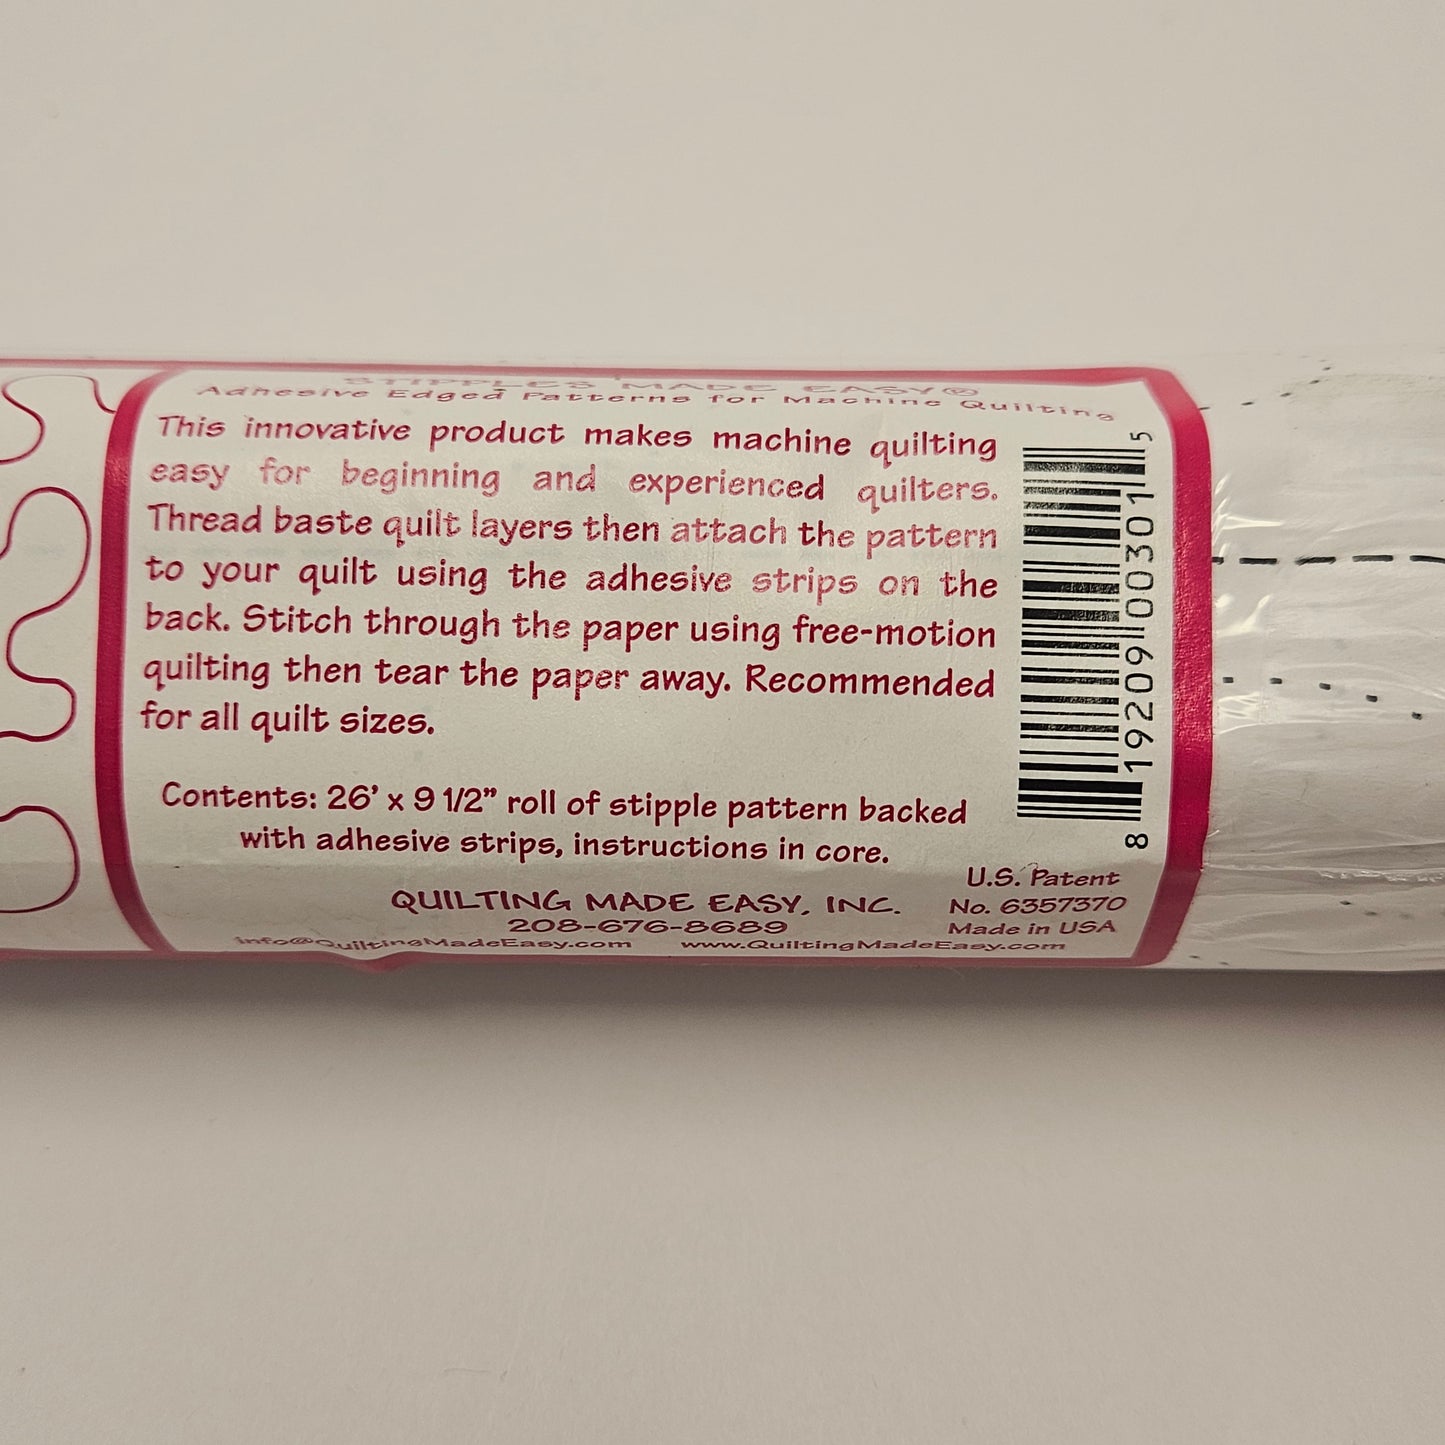 STIPPLES MADE EASY®
Adhesive Edged Patterns for Machine Quilting
This innovative product makes machine quilting
easy for beginning and experienced quilters.
Thread baste quilt layers then attach the pattern
to your quilt using the adhesive strips on the
back. Stitch through the paper using free-motion
quilting then tear the paper away. Recommended
for all quilt sizes.
Contents: 26' x 9 1/2” roll of stipple pattern backed
with adhesive strips, instructions in core.
QUILTING MADE EASY, INC.
208-676-8689
info@QuiltingMadeEasy.com www.QuiltingMadeEasy.com
U.S. Patent
No. 6357370
Made in USA
8 19209 00301 5